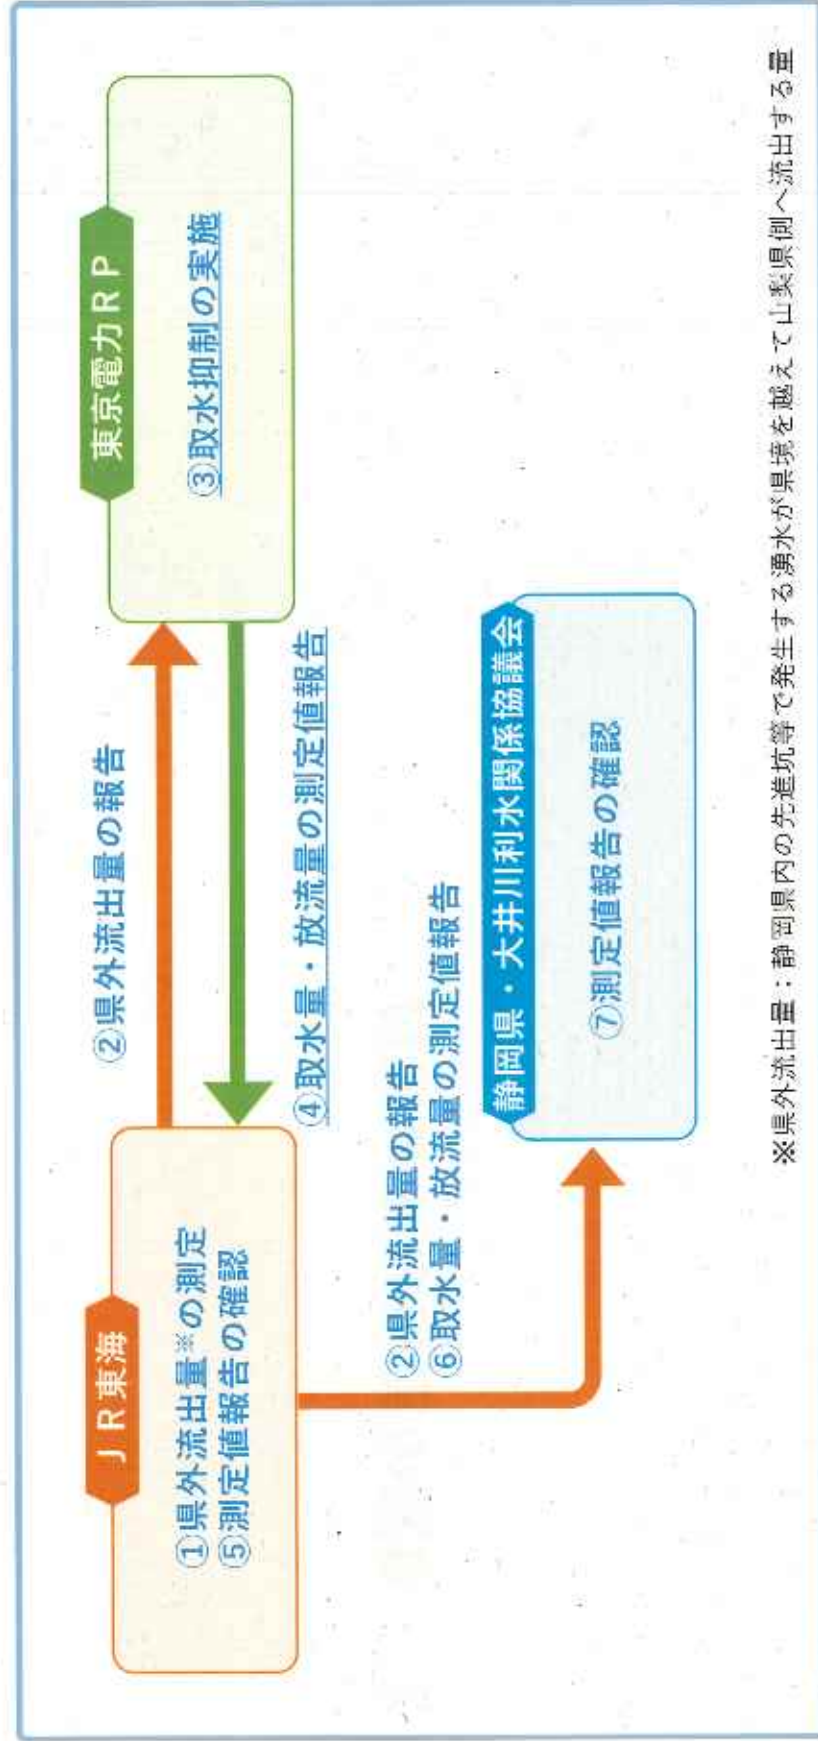 JR東海
①県外流出量※の測定
⑤測定値報告の確認
②県外流出量の報告
④取水量・放流量の測定値報告
東京電力RP
③取水抑制の実施
②県外流出量の報告
⑥取水量・放流量の測定値報告
静岡県・大井川利水関係協議会
⑦測定値報告の確認
※県外流出量：静岡県内の先進坑等で発生する湧水が県境を越えて山梨県側へ流出する量